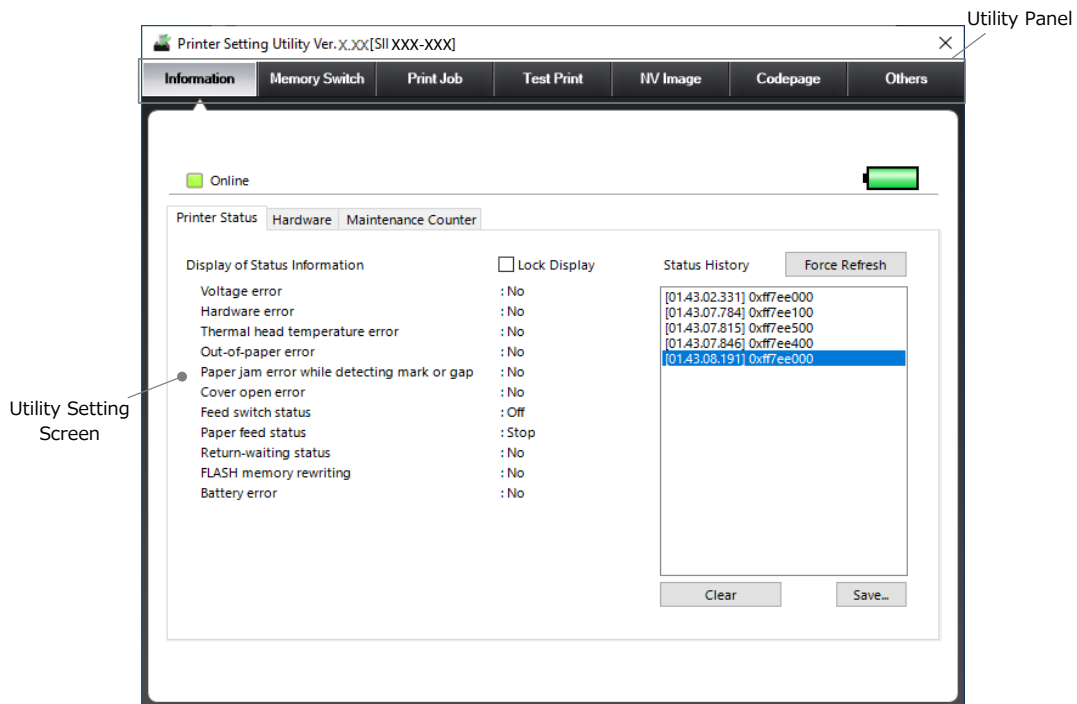 Utility Panel
Printer Setting Utility Ver.X.XX[SII XXX-XXX]
Information Memory Switch Print Job Test Print NV Image Codepage Others
Online
Printer Status Hardware Maintenance Counter
Display of Status Information Lock Display Status History Force Refresh
Voltage error : No
Hardware error : No
Thermal head temperature error : No
Out-of-paper error : No
Paper jam error while detecting mark or gap : No
Cover open error : No
Feed switch status : Off
Paper feed status : Stop
Return-waiting status : No
FLASH memory rewriting : No
Battery error : No
[01.43.02.331] 0xff7ee000
[01.43.07.784] 0xff7ee100
[01.43.07.815] 0xff7ee500
[01.43.07.846] 0xff7ee400
[01.43.08.191] 0xff7ee000
Clear Save...
Utility Setting
Screen